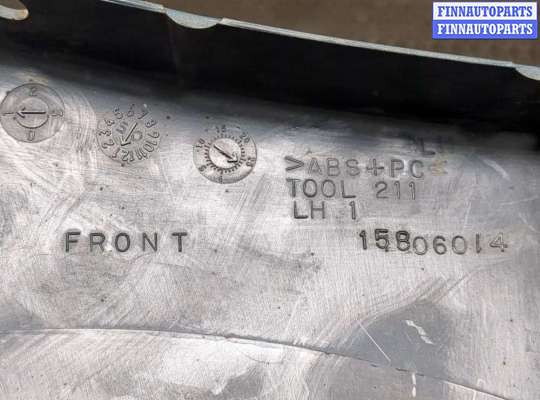 FINNAUTOPARTS
FINNAUTOPARTS
>ABS+PC
TOOL 211
LH 1
FRONT
15806014